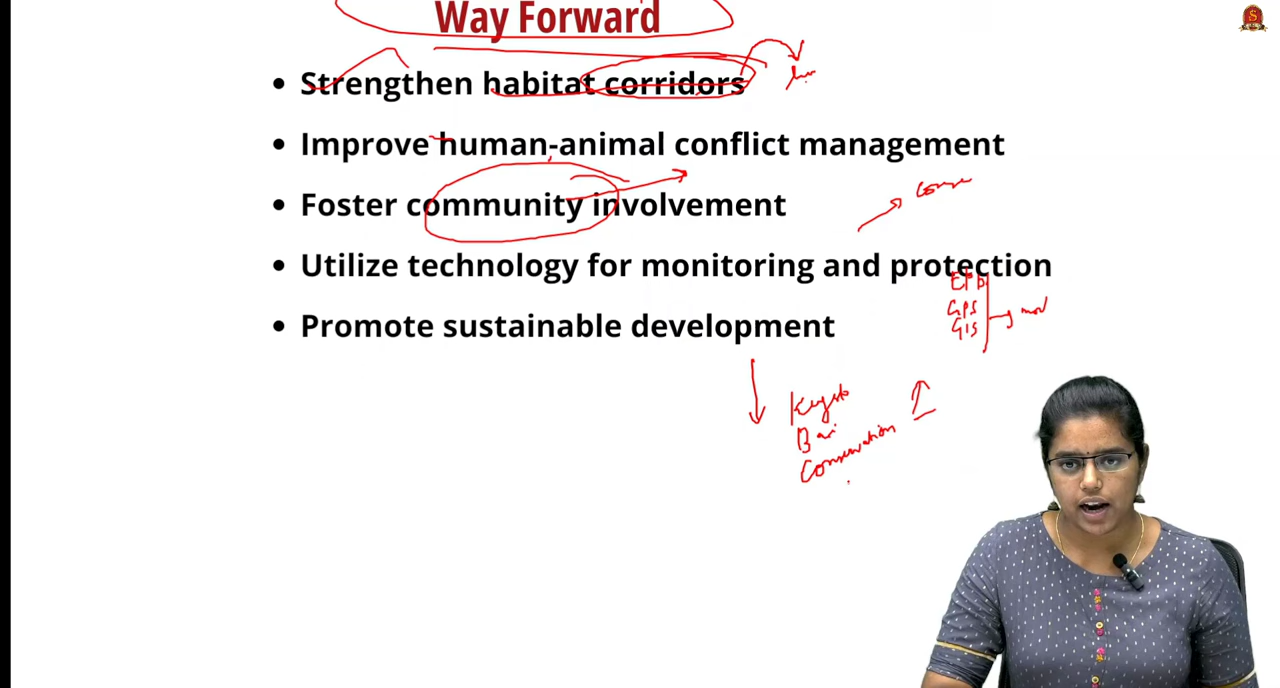 Way Forward
• Strengthen habitat corridors
• Improve human-animal conflict management
• Foster community involvement
• Utilize technology for monitoring and protection
GPS
GIS
• Promote sustainable development
Conservation
S